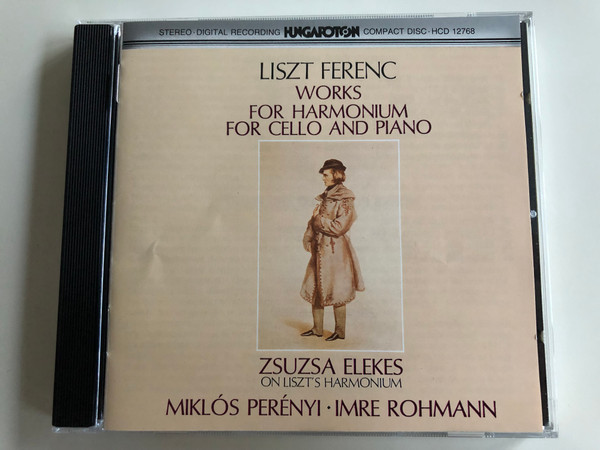 STEREO · DIGITAL RECORDING HUNGAROTON COMPACT DISC · HCD 12768
LISZT FERENC
WORKS
FOR HARMONIUM
FOR CELLO AND PIANO
ZSUZSA ELEKES
ON LISZT'S HARMONIUM
MIKLÓS PERÉNYI · IMRE ROHMANN